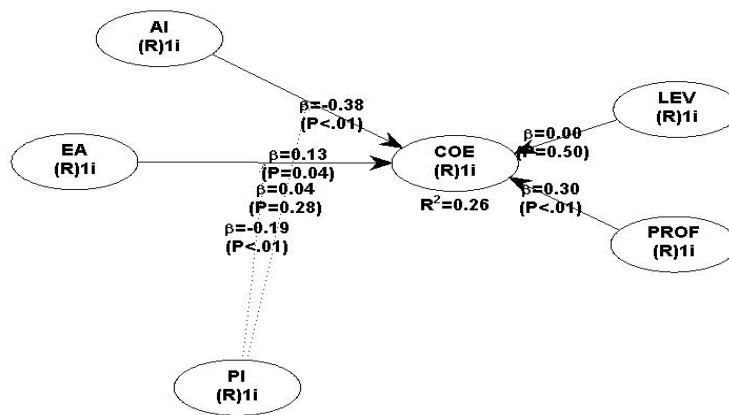 AI
(R)1i
EA
(R)1i
β=-0.38
(P<.01)
β=0.13
(P=0.04)
β=0.04
(P=0.28)
β=-0.19
(P<.01)
COE
(R)1i
R²=0.26
LEV
(R)1i
β=0.00
(P=0.50)
β=0.30
(P<.01)
PROF
(R)1i
PI
(R)1i